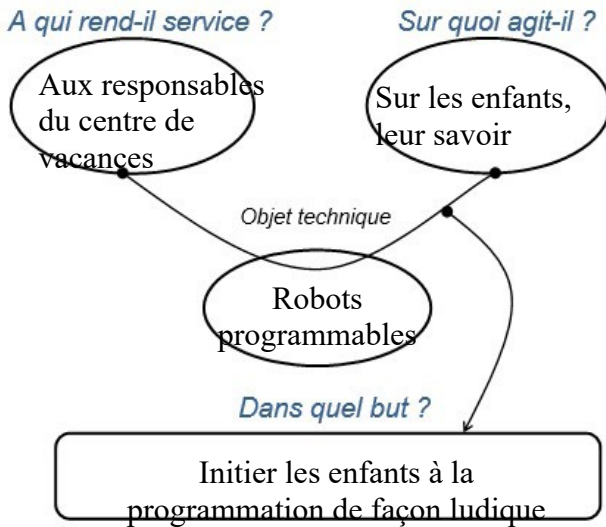 A qui rend-il service ?
Sur quoi agit-il ?
Aux responsables
du centre de
vacances
Sur les enfants,
leur savoir
Objet technique
Robots
programmables
Dans quel but ?
Initier les enfants à la
programmation de façon ludique